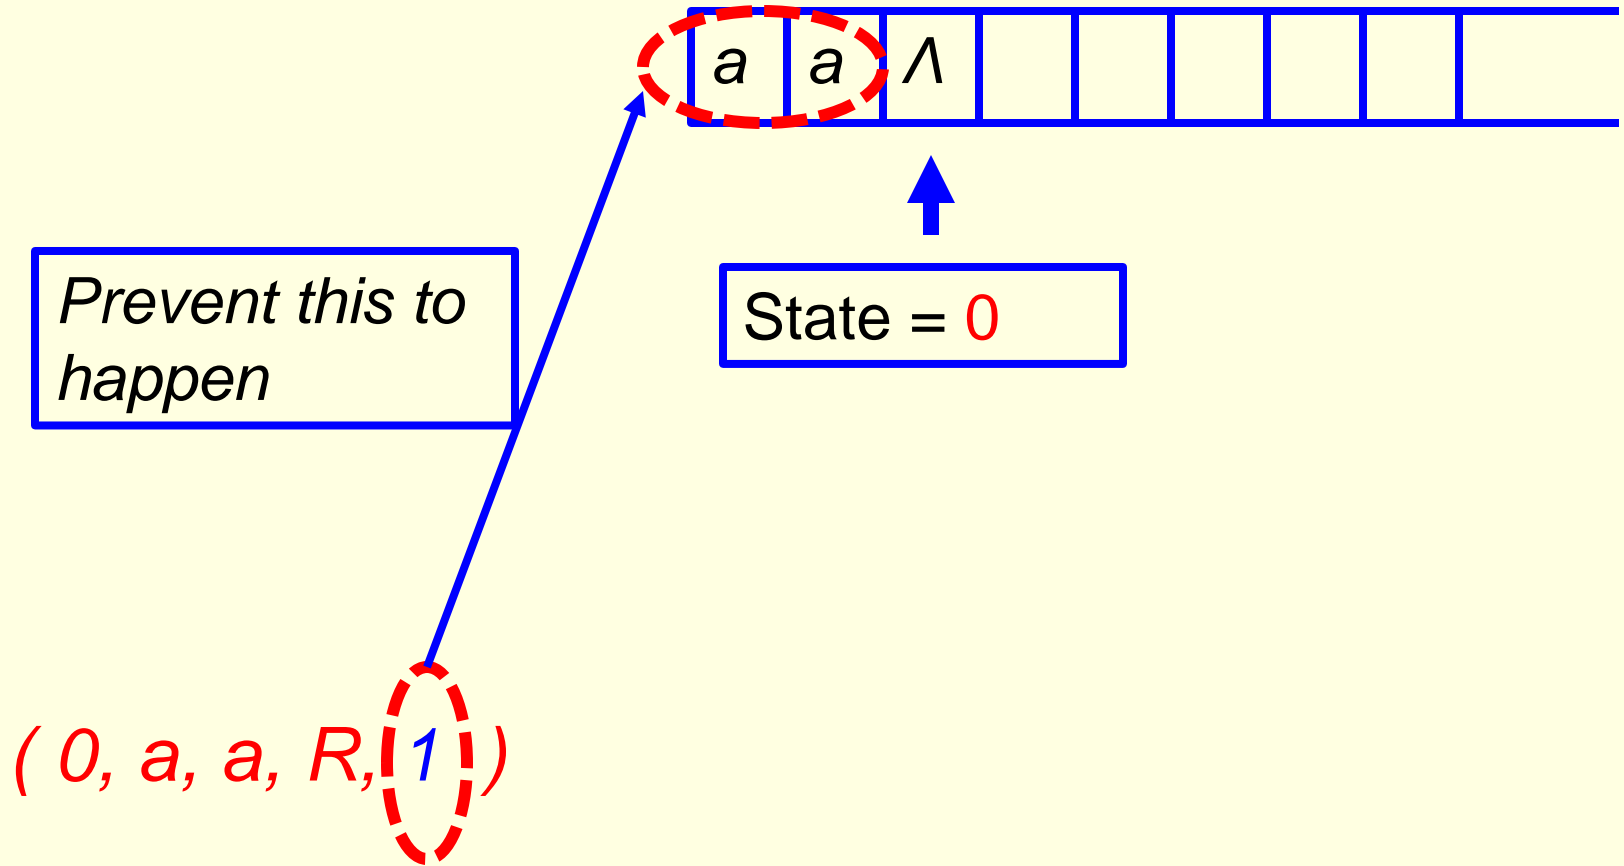 a a Λ
Prevent this to
happen
State = 0
( 0, a, a, R, 1 )